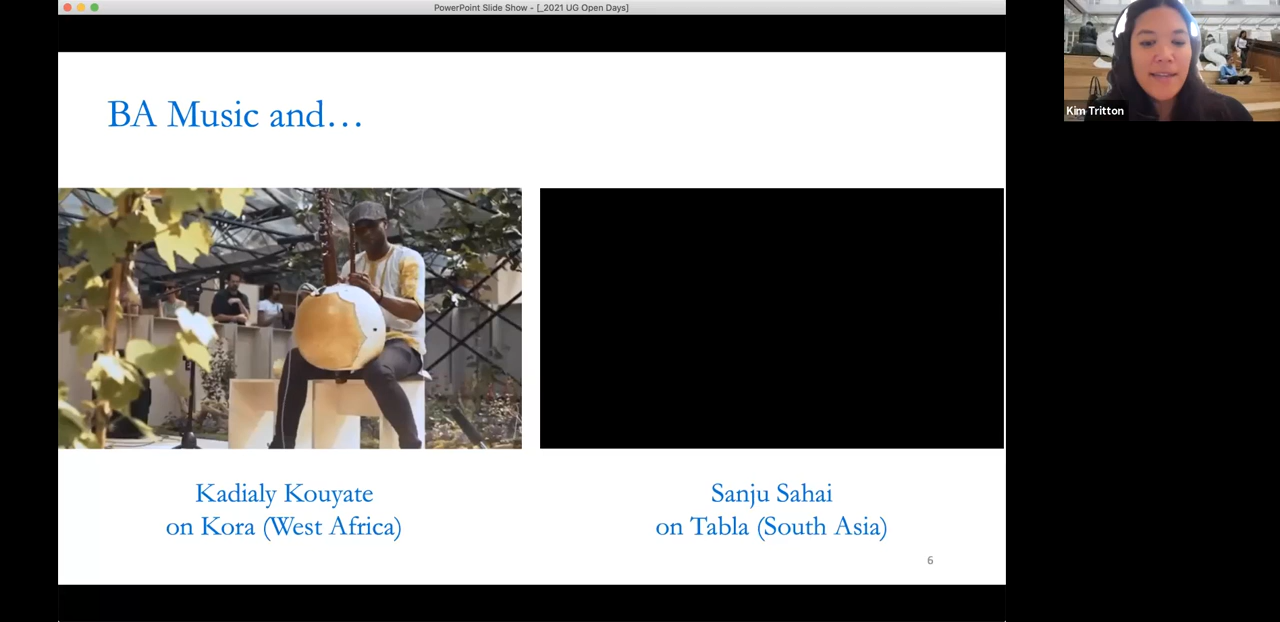 PowerPoint Slide Show - [_2021 UG Open Days]
Kim Tritton
BA Music and…
Kadialy Kouyate
on Kora (West Africa)
Sanju Sahai
on Tabla (South Asia)
6